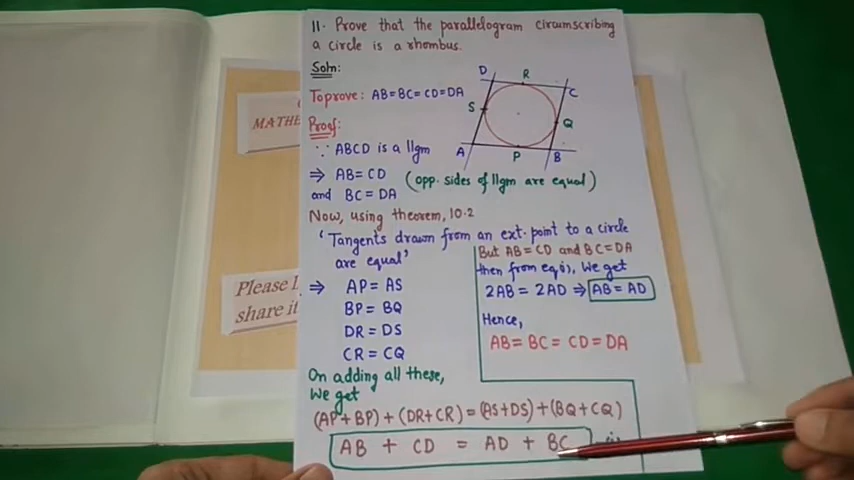 11. Prove that the parallelogram circumscribing
a circle is a rhombus.
Soln:
To prove: AB=BC=CD=DA
Proof:
∵ ABCD is a llgm
⇒ AB=CD
and BC=DA (opp. sides of llgm are equal)
D R C
S Q
A P B
Now, using theorem, 10.2
'Tangents drawn from an ext. point to a circle
are equal'
⇒ AP= AS
BP= BQ
DR= DS
CR= CQ
On adding all these,
We get
(AP+BP)+(DR+CR)=(AS+DS)+(BQ+CQ)
AB + CD = AD + BC
But AB=CD and BC=DA
then from eq(i), We get
2AB = 2AD ⇒ AB = AD
Hence,
AB= BC = CD= DA
MATHE
Please
share it